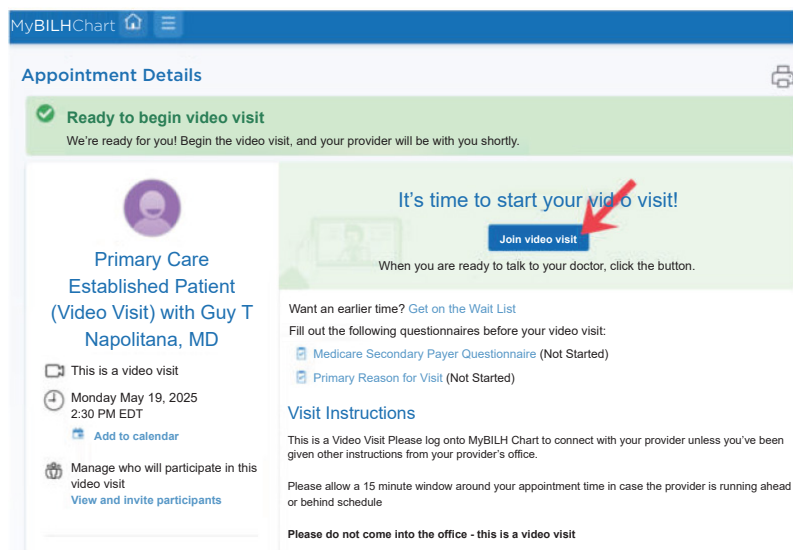 MyBILHChart
Appointment Details
Ready to begin video visit
We're ready for you! Begin the video visit, and your provider will be with you shortly.
Primary Care
Established Patient
(Video Visit) with Guy T
Napolitana, MD
This is a video visit
Monday May 19, 2025
2:30 PM EDT
Add to calendar
Manage who will participate in this
video visit
View and invite participants
It's time to start your video visit!
Join video visit
When you are ready to talk to your doctor, click the button.
Want an earlier time? Get on the Wait List
Fill out the following questionnaires before your video visit:
Medicare Secondary Payer Questionnaire (Not Started)
Primary Reason for Visit (Not Started)
Visit Instructions
This is a Video Visit Please log onto MyBILH Chart to connect with your provider unless you've been
given other instructions from your provider's office.
Please allow a 15 minute window around your appointment time in case the provider is running ahead
or behind schedule
Please do not come into the office - this is a video visit